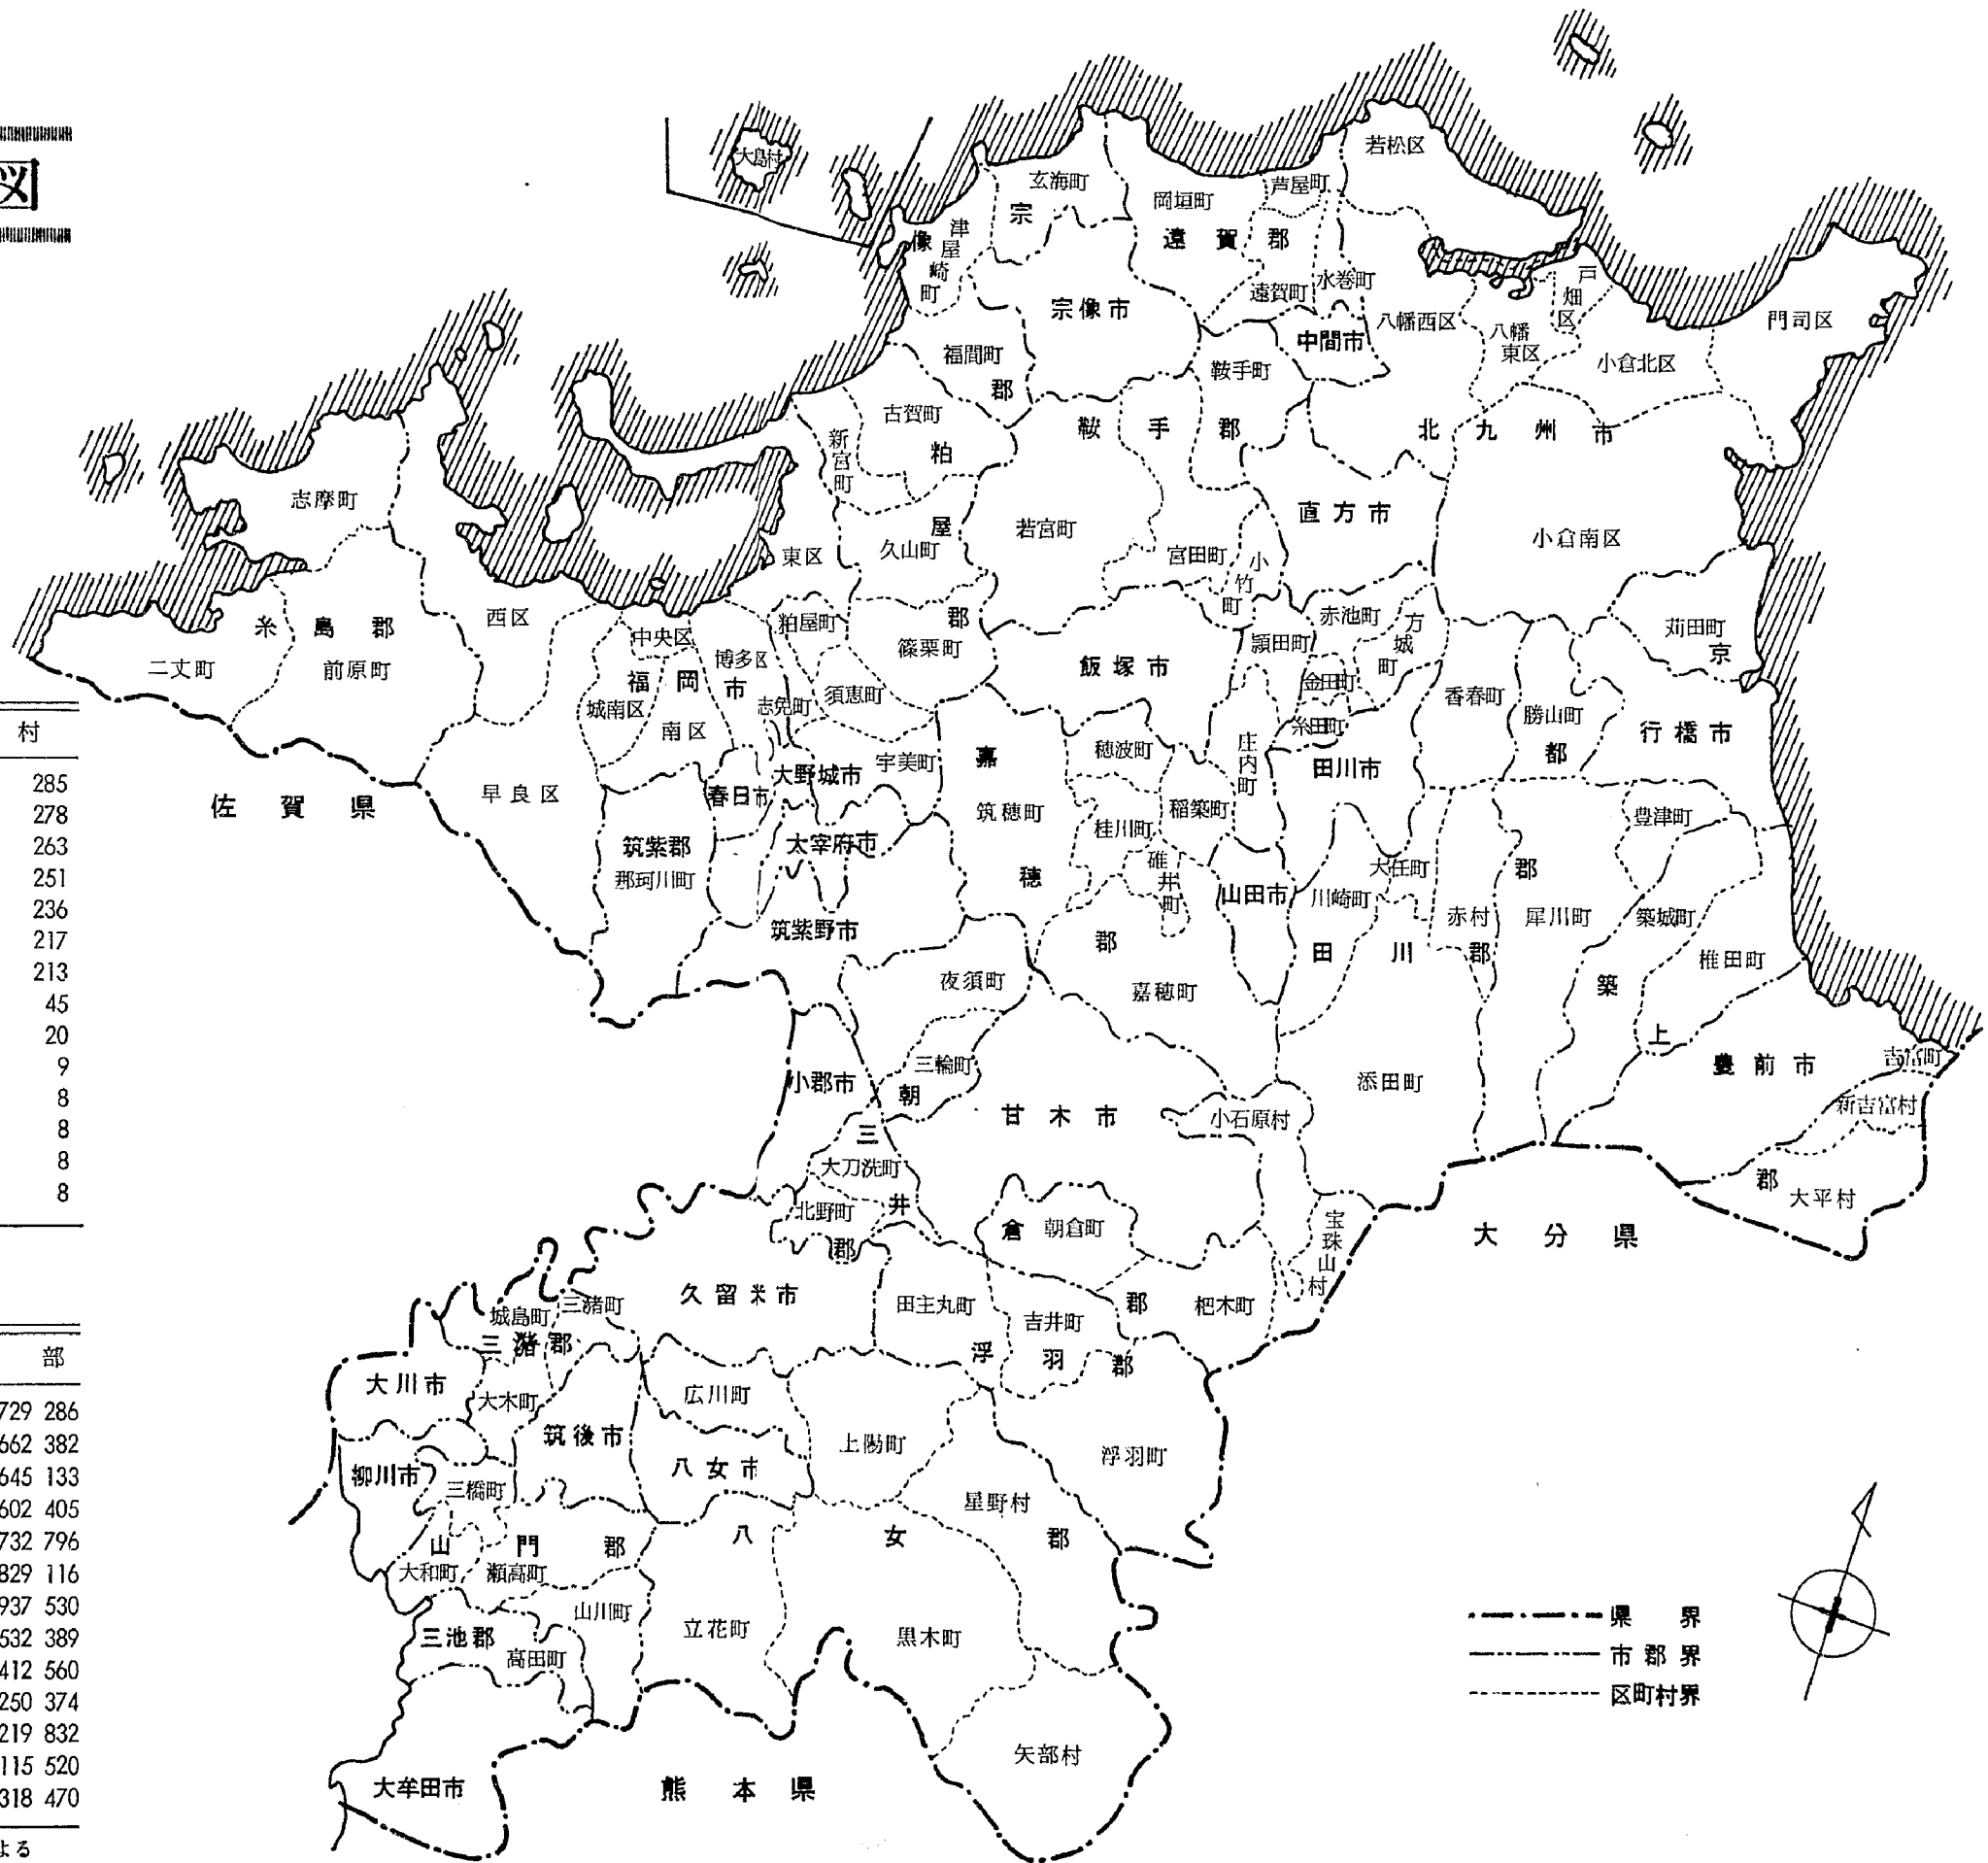 図
村
285
278
263
251
236
217
213
45
20
9
8
8
8
8
部
729 286
662 382
645 133
602 405
732 796
829 116
937 530
532 389
412 560
250 374
219 832
115 520
318 470
よる
大島村
玄海町
宗
像
郡
津屋崎町
福間町
宗像市
岡垣町
芦屋町
遠賀郡
遠賀町
水巻町
中間市
若松区
八幡西区
八幡東区
戸畑区
小倉北区
門司区
北九州市
小倉南区
鞍手町
鞍手郡
若宮町
宮田町
小竹町
直方市
古賀町
新宮町
粕
屋
郡
久山町
篠栗町
粕屋町
須恵町
志免町
宇美町
東区
西区
中央区
博多区
城南区
南区
早良区
福岡市
志摩町
糸島郡
二丈町
前原町
佐賀県
春日市
大野城市
太宰府市
筑紫郡
那珂川町
筑紫野市
飯塚市
頴田町
赤池町
方城町
金田町
糸田町
香春町
勝山町
苅田町
京
都
郡
行橋市
嘉
穂
郡
筑穂町
穂波町
桂川町
稲築町
庄内町
碓井町
嘉穂町
山田市
田川市
川崎町
大任町
赤村
田川郡
添田町
犀川町
豊津町
築城町
椎田町
築
上
郡
豊前市
吉富町
新吉富村
大平村
大分県
夜須町
三輪町
朝
倉
郡
小郡市
三
井
郡
大刀洗町
北野町
甘木市
小石原村
宝珠山村
朝倉町
杷木町
久留米市
田主丸町
吉井町
浮羽郡
浮羽町
城島町
三潴町
三潴郡
大木町
大川市
筑後市
広川町
八女市
上陽町
星野村
八女郡
柳川市
三橋町
山門郡
大和町
瀬高町
山川町
立花町
黒木町
矢部村
三池郡
高田町
大牟田市
熊本県
県界
市郡界
区町村界